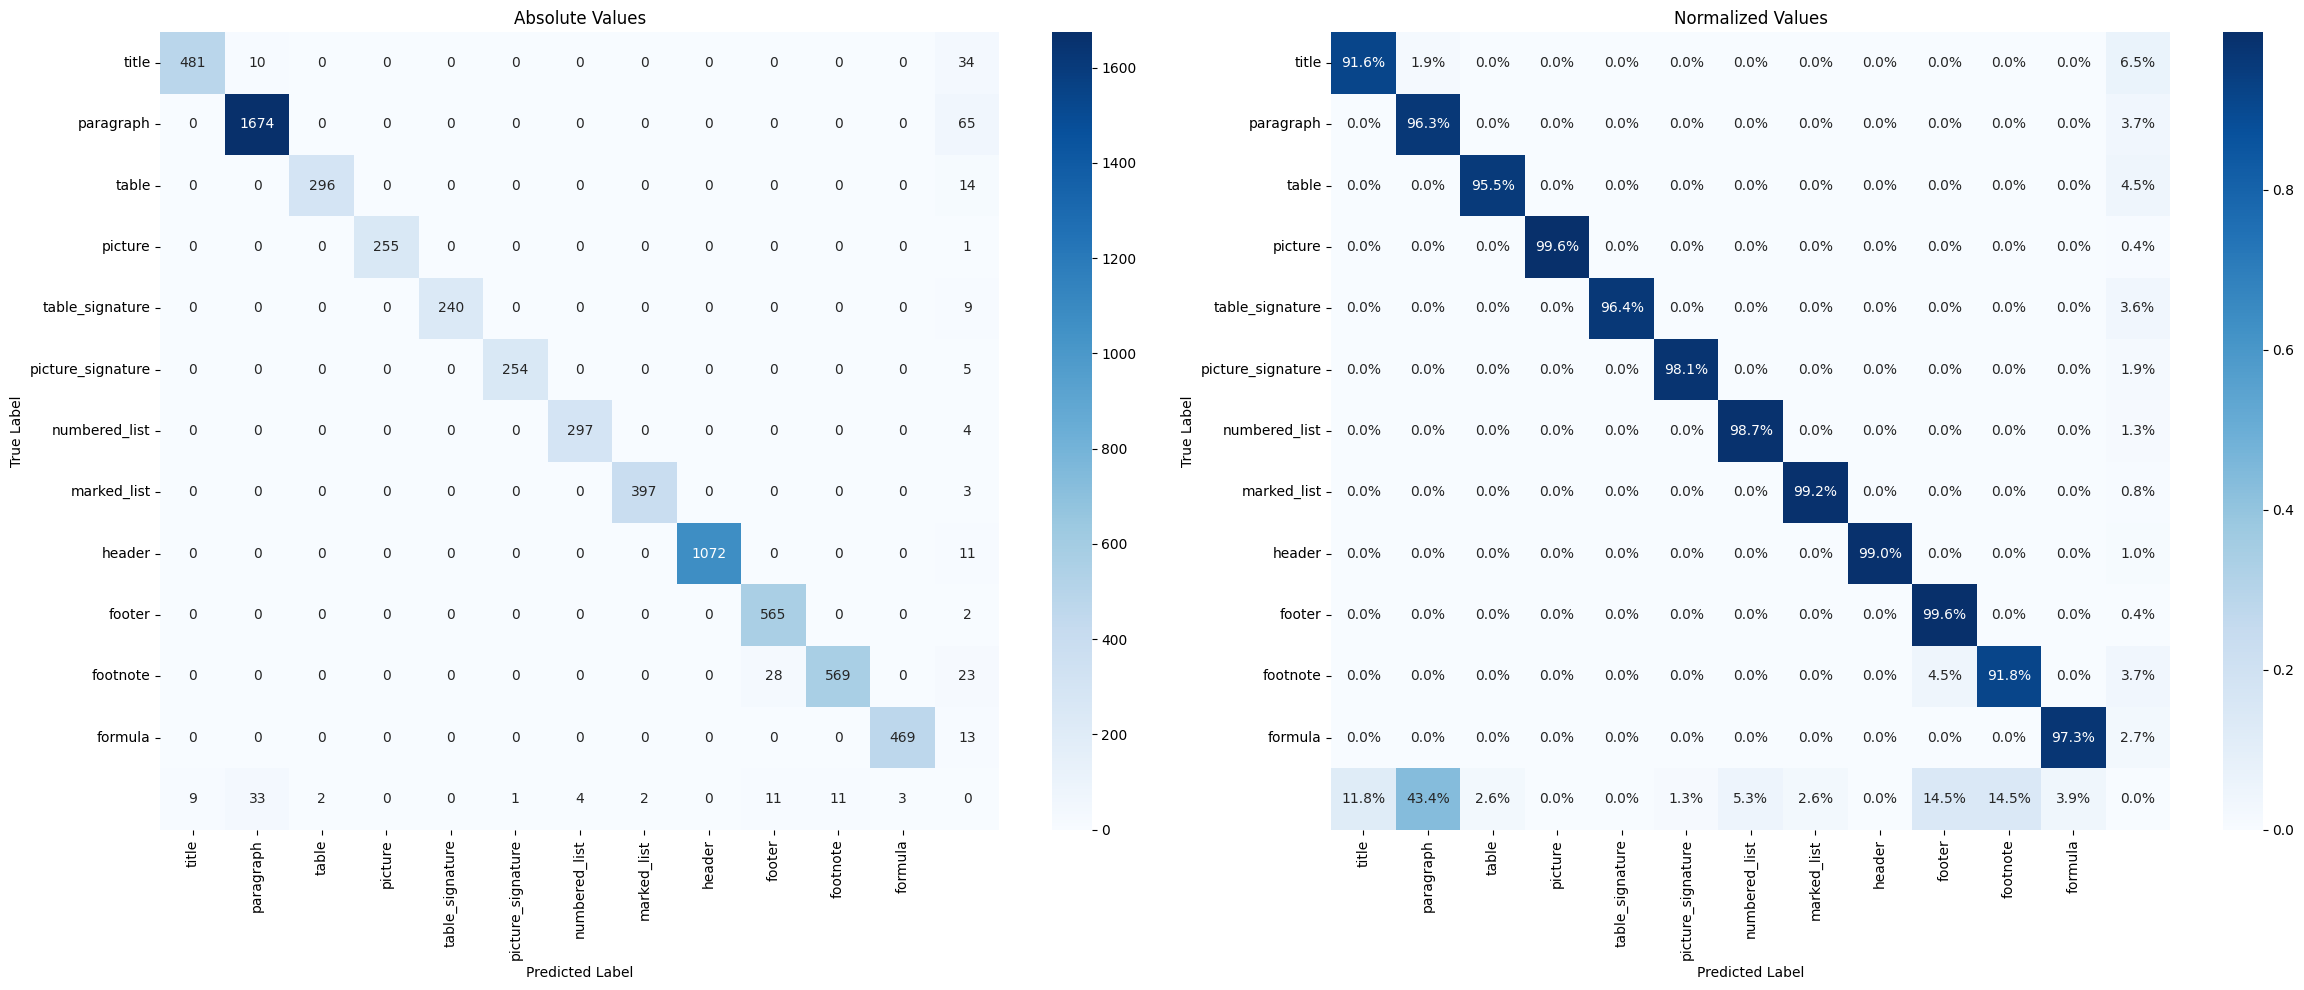 Absolute Values
title 481 10 0 0 0 0 0 0 0 0 0 0 34
paragraph 0 1674 0 0 0 0 0 0 0 0 0 0 65
table 0 0 296 0 0 0 0 0 0 0 0 0 14
picture 0 0 0 255 0 0 0 0 0 0 0 0 1
table_signature 0 0 0 0 240 0 0 0 0 0 0 0 9
picture_signature 0 0 0 0 0 254 0 0 0 0 0 0 5
numbered_list 0 0 0 0 0 0 297 0 0 0 0 0 4
marked_list 0 0 0 0 0 0 0 397 0 0 0 0 3
header 0 0 0 0 0 0 0 0 1072 0 0 0 11
footer 0 0 0 0 0 0 0 0 0 565 0 0 2
footnote 0 0 0 0 0 0 0 0 0 28 569 0 23
formula 0 0 0 0 0 0 0 0 0 0 0 469 13
9 33 2 0 0 1 4 2 0 11 11 3 0
title paragraph table picture table_signature picture_signature numbered_list marked_list header footer footnote formula
Predicted Label
True Label
1600
1400
1200
1000
800
600
400
200
0
Normalized Values
title 91.6% 1.9% 0.0% 0.0% 0.0% 0.0% 0.0% 0.0% 0.0% 0.0% 0.0% 0.0% 6.5%
paragraph 0.0% 96.3% 0.0% 0.0% 0.0% 0.0% 0.0% 0.0% 0.0% 0.0% 0.0% 0.0% 3.7%
table 0.0% 0.0% 95.5% 0.0% 0.0% 0.0% 0.0% 0.0% 0.0% 0.0% 0.0% 0.0% 4.5%
picture 0.0% 0.0% 0.0% 99.6% 0.0% 0.0% 0.0% 0.0% 0.0% 0.0% 0.0% 0.0% 0.4%
table_signature 0.0% 0.0% 0.0% 0.0% 96.4% 0.0% 0.0% 0.0% 0.0% 0.0% 0.0% 0.0% 3.6%
picture_signature 0.0% 0.0% 0.0% 0.0% 0.0% 98.1% 0.0% 0.0% 0.0% 0.0% 0.0% 0.0% 1.9%
numbered_list 0.0% 0.0% 0.0% 0.0% 0.0% 0.0% 98.7% 0.0% 0.0% 0.0% 0.0% 0.0% 1.3%
marked_list 0.0% 0.0% 0.0% 0.0% 0.0% 0.0% 0.0% 99.2% 0.0% 0.0% 0.0% 0.0% 0.8%
header 0.0% 0.0% 0.0% 0.0% 0.0% 0.0% 0.0% 0.0% 99.0% 0.0% 0.0% 0.0% 1.0%
footer 0.0% 0.0% 0.0% 0.0% 0.0% 0.0% 0.0% 0.0% 0.0% 99.6% 0.0% 0.0% 0.4%
footnote 0.0% 0.0% 0.0% 0.0% 0.0% 0.0% 0.0% 0.0% 0.0% 4.5% 91.8% 0.0% 3.7%
formula 0.0% 0.0% 0.0% 0.0% 0.0% 0.0% 0.0% 0.0% 0.0% 0.0% 0.0% 97.3% 2.7%
11.8% 43.4% 2.6% 0.0% 0.0% 1.3% 5.3% 2.6% 0.0% 14.5% 14.5% 3.9% 0.0%
title paragraph table picture table_signature picture_signature numbered_list marked_list header footer footnote formula
Predicted Label
True Label
0.8
0.6
0.4
0.2
0.0